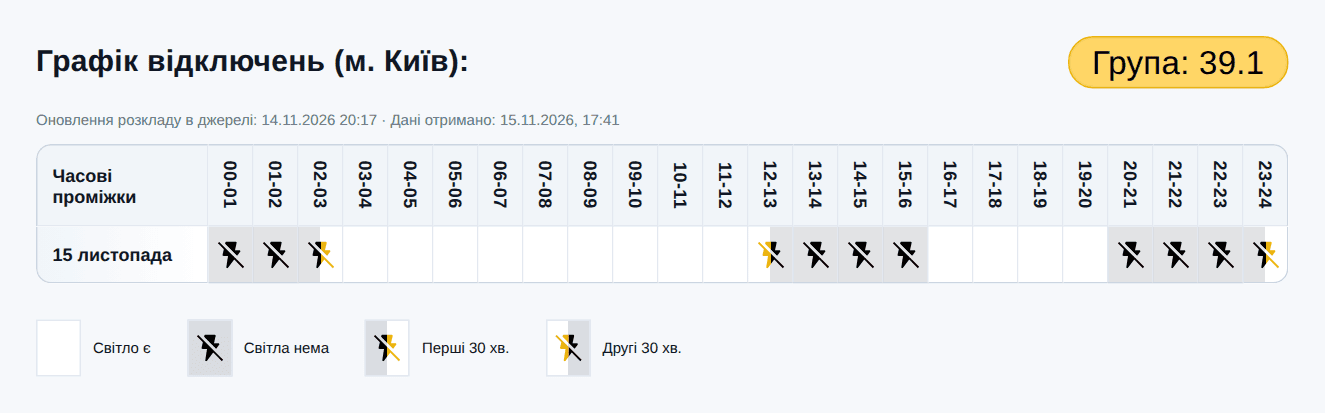 Графік відключень (м. Київ):
Група: 39.1
Оновлення розкладу в джерелі: 14.11.2026 20:17 · Дані отримано: 15.11.2026, 17:41
Часові
проміжки
00-01
01-02
02-03
03-04
04-05
05-06
06-07
07-08
08-09
09-10
10-11
11-12
12-13
13-14
14-15
15-16
16-17
17-18
18-19
19-20
20-21
21-22
22-23
23-24
15 листопада
Світло є
Світла нема
Перші 30 хв.
Другі 30 хв.